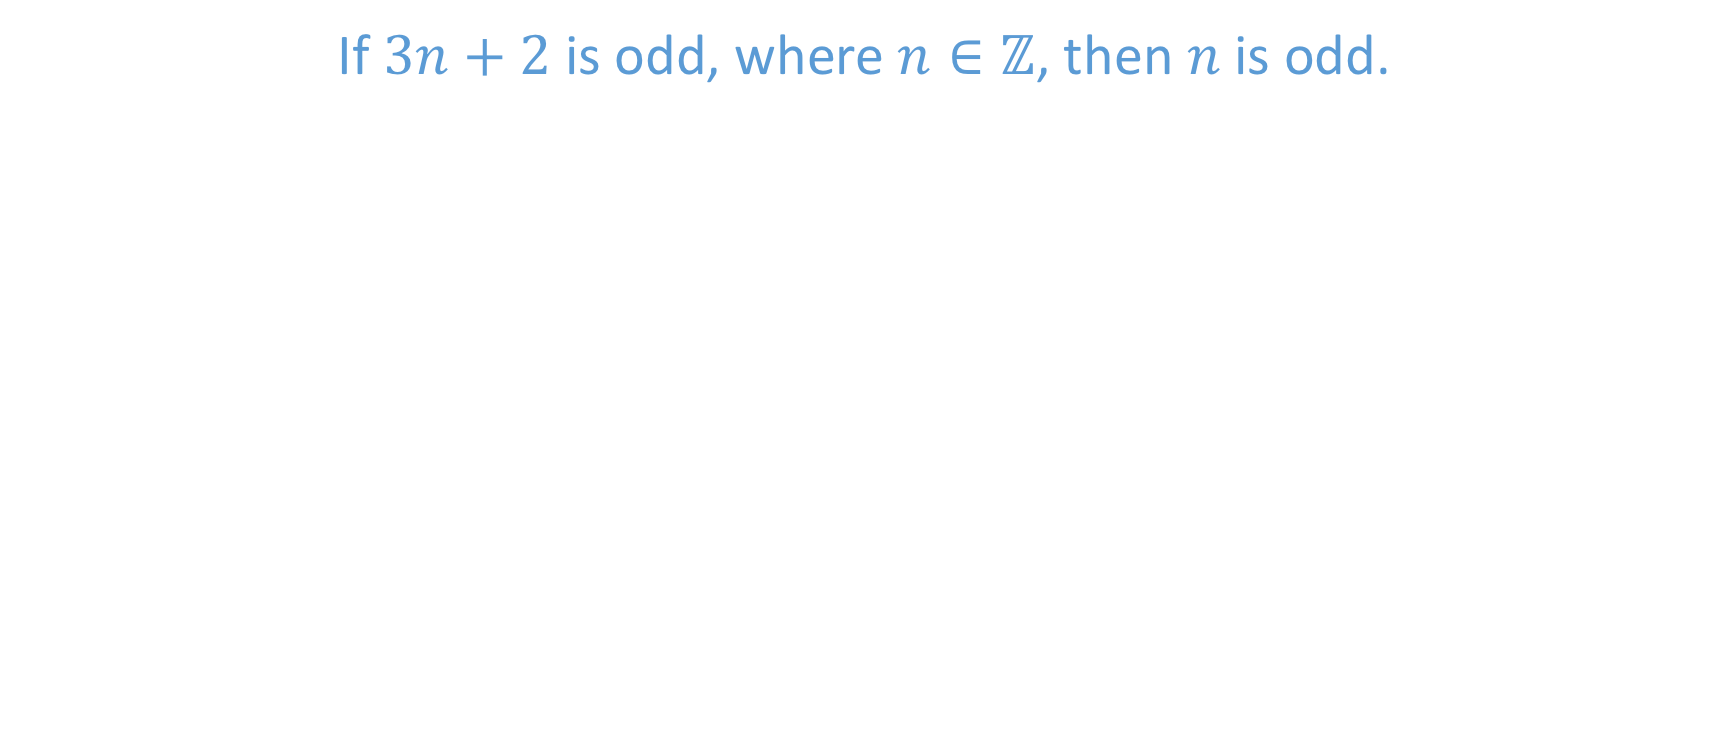 If 3𝑛 + 2 is odd, where 𝑛 ∈ ℤ, then 𝑛 is odd.